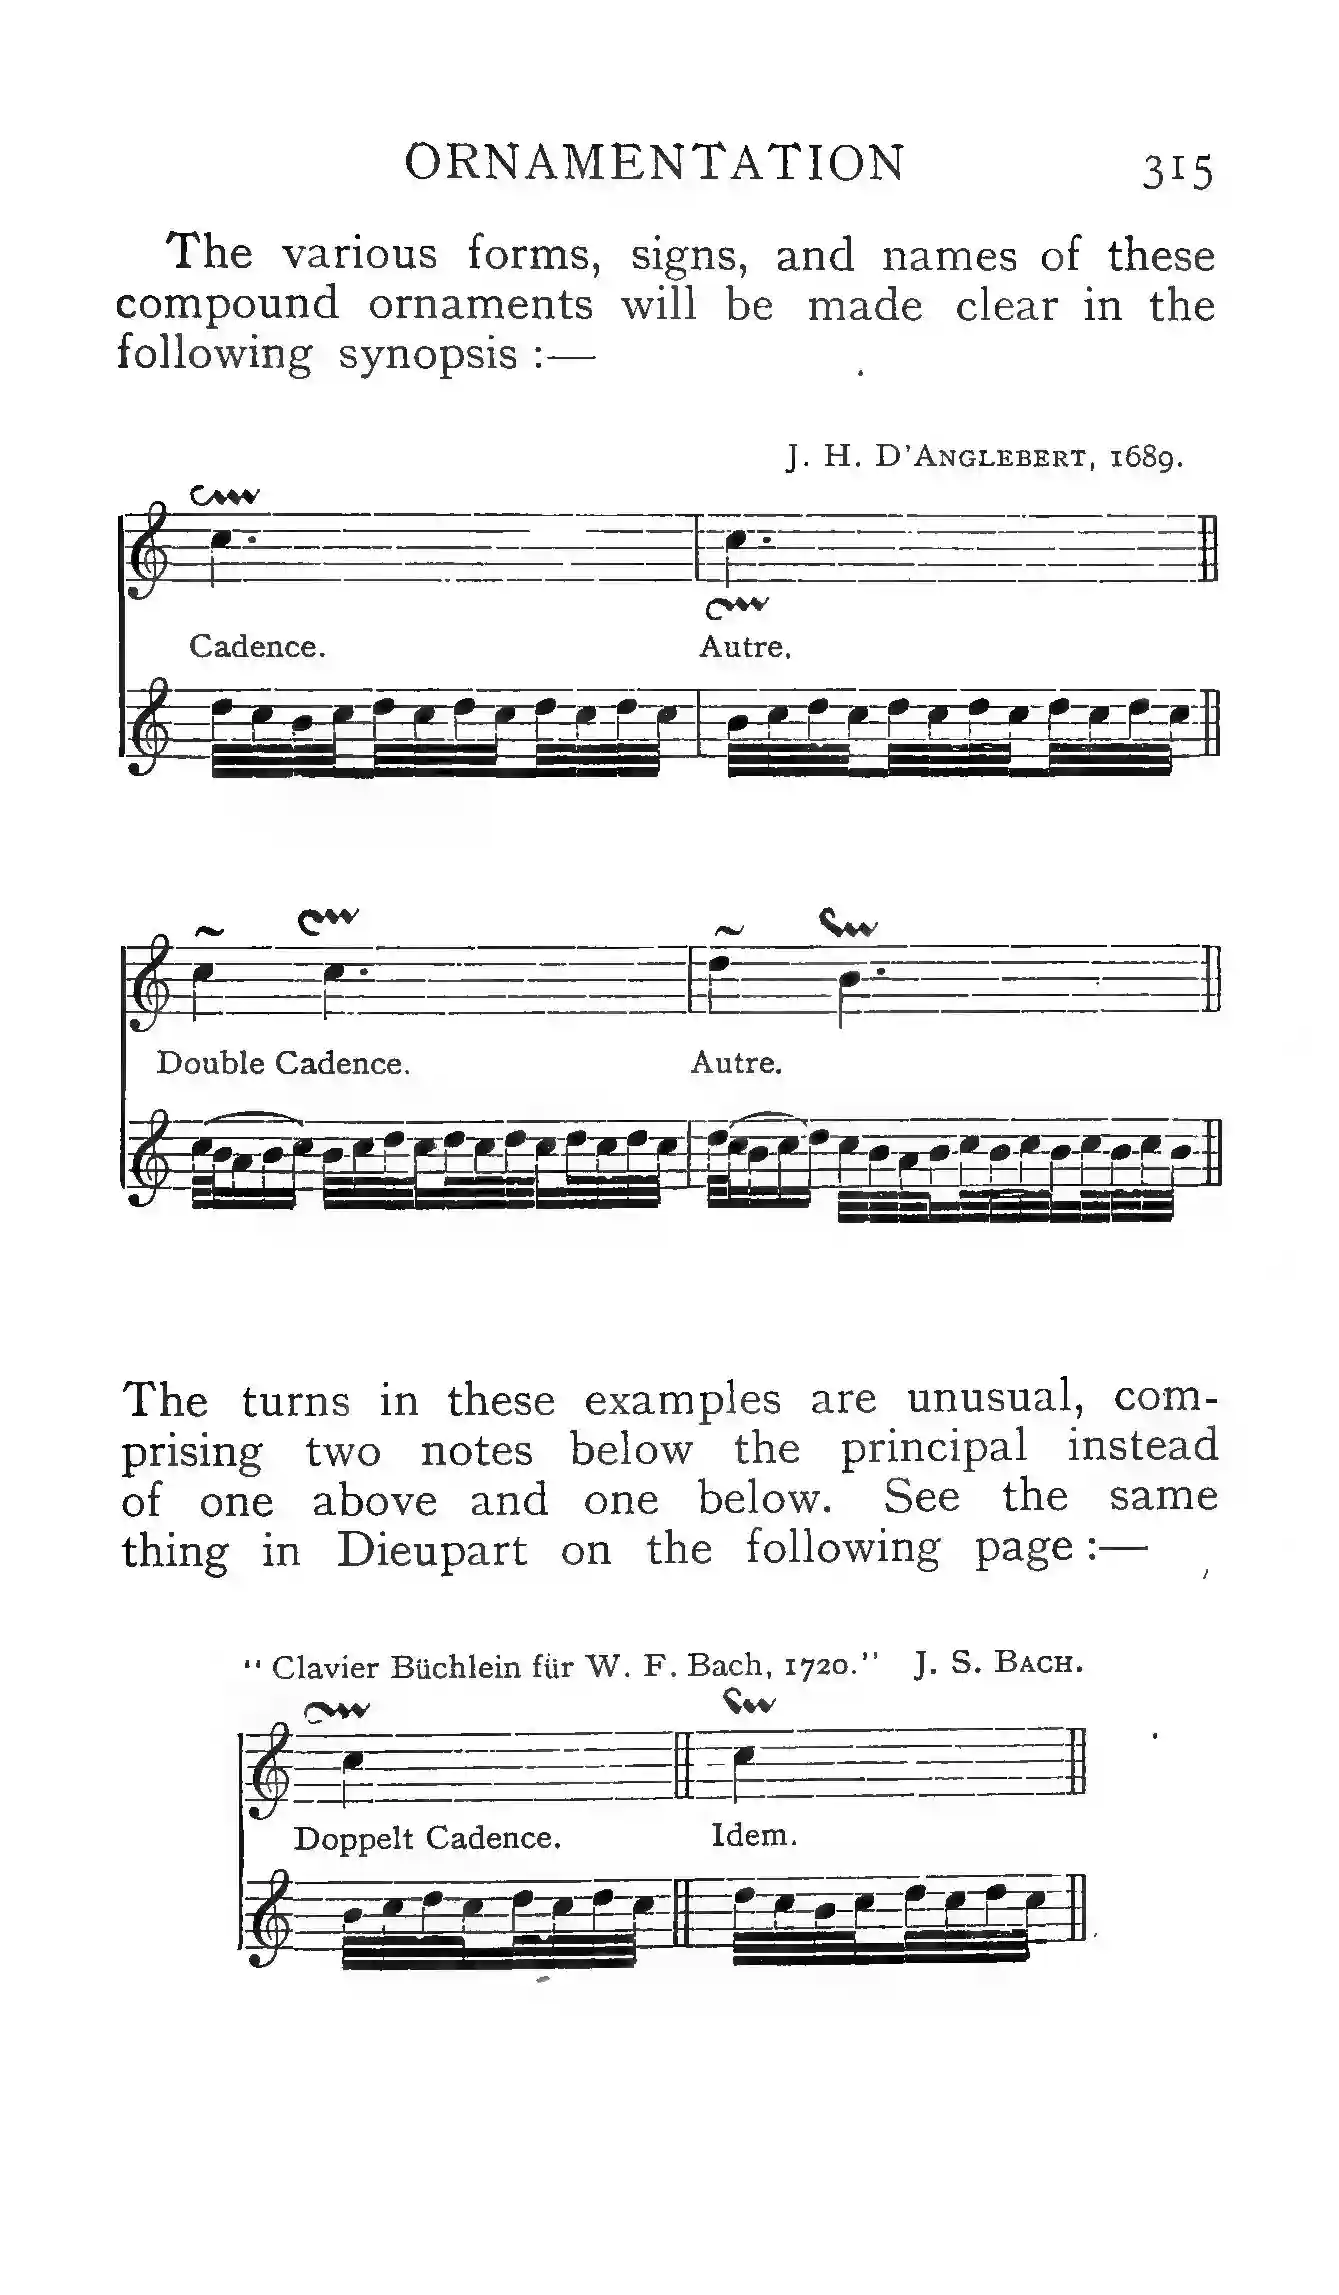 ORNAMENTATION 315
The various forms, signs, and names of these
compound ornaments will be made clear in the
following synopsis :—
J. H. D'ANGLEBERT, 1689.
Cadence. Autre.
Double Cadence. Autre.
The turns in these examples are unusual, com-
prising two notes below the principal instead
of one above and one below. See the same
thing in Dieupart on the following page :—
"Clavier Büchlein für W. F. Bach, 1720." J. S. BACH.
Doppelt Cadence. Idem.